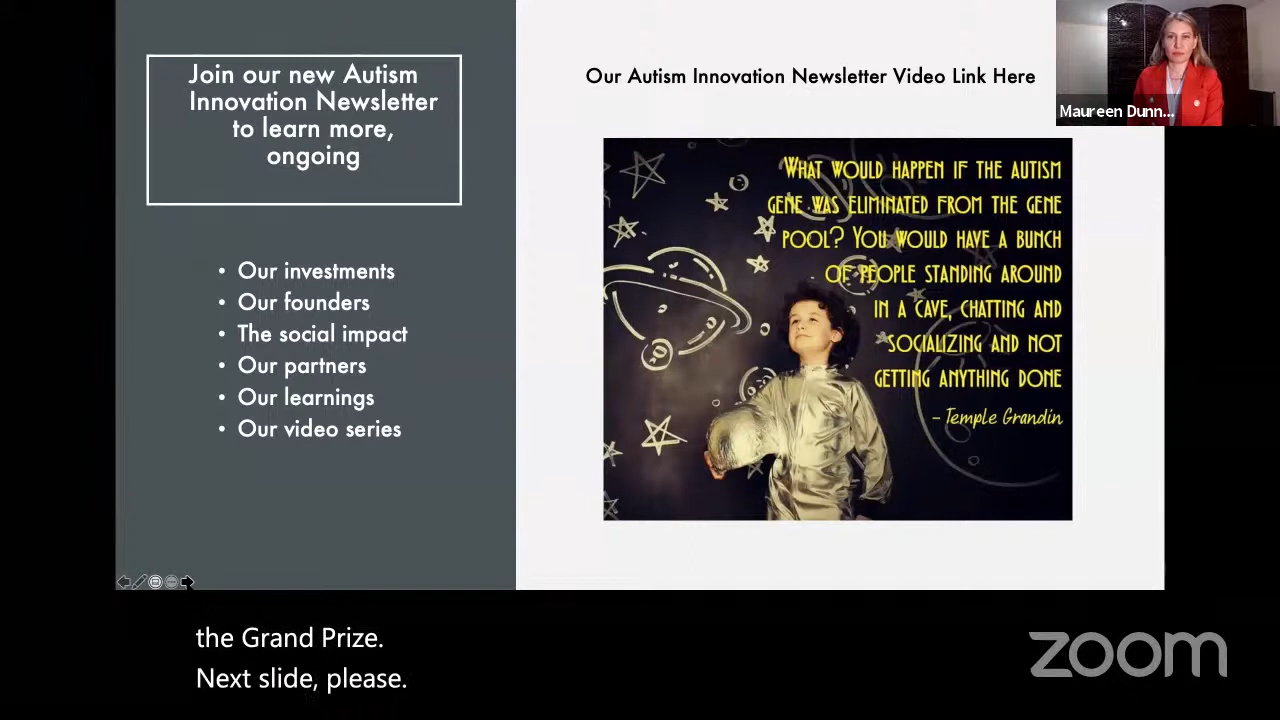 Join our new Autism
Innovation Newsletter
to learn more,
ongoing
• Our investments
• Our founders
• The social impact
• Our partners
• Our learnings
• Our video series
Our Autism Innovation Newsletter Video Link Here
What would happen if the autism
gene was eliminated from the gene
pool? You would have a bunch
of people standing around
in a cave, chatting and
socializing and not
getting anything done
– Temple Grandin
Maureen Dunn...
the Grand Prize.
Next slide, please.
zoom